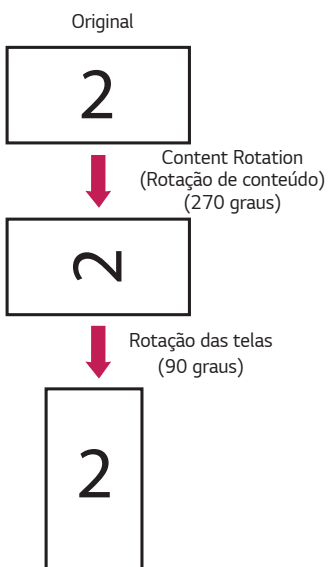 Original
2
Content Rotation
(Rotação de conteúdo)
(270 graus)
2
Rotação das telas
(90 graus)
2